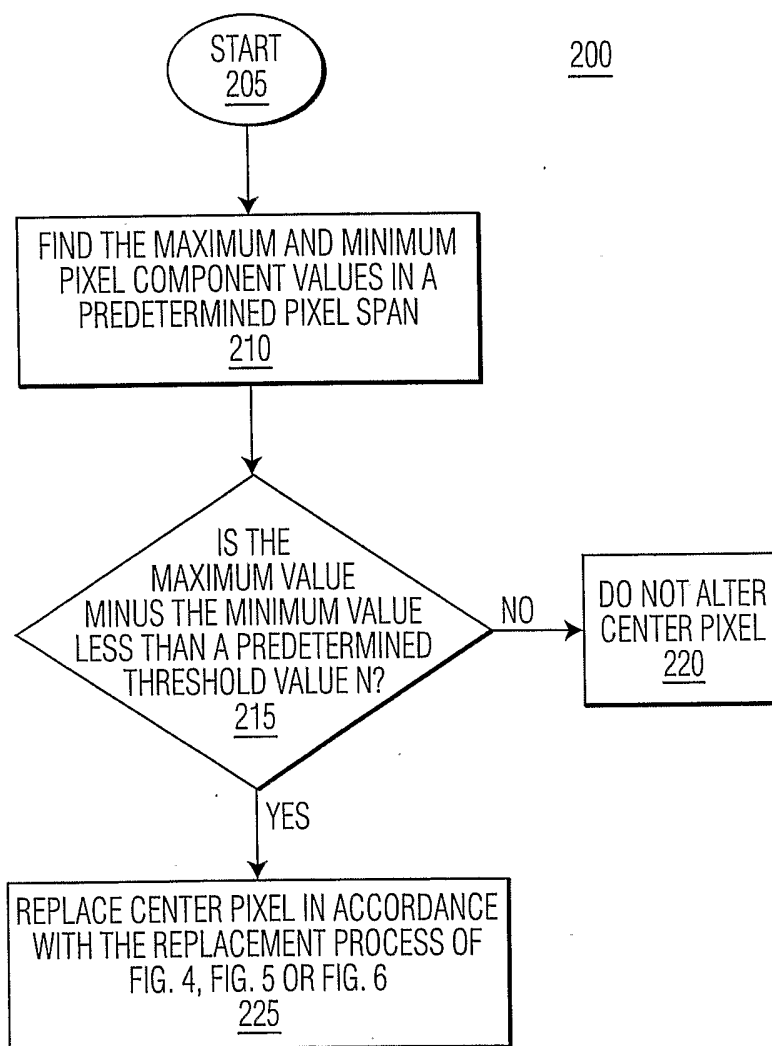 START
205
200
FIND THE MAXIMUM AND MINIMUM
PIXEL COMPONENT VALUES IN A
PREDETERMINED PIXEL SPAN
210
IS THE
MAXIMUM VALUE
MINUS THE MINIMUM VALUE
LESS THAN A PREDETERMINED
THRESHOLD VALUE N?
215
NO
DO NOT ALTER
CENTER PIXEL
220
YES
REPLACE CENTER PIXEL IN ACCORDANCE
WITH THE REPLACEMENT PROCESS OF
FIG. 4, FIG. 5 OR FIG. 6
225